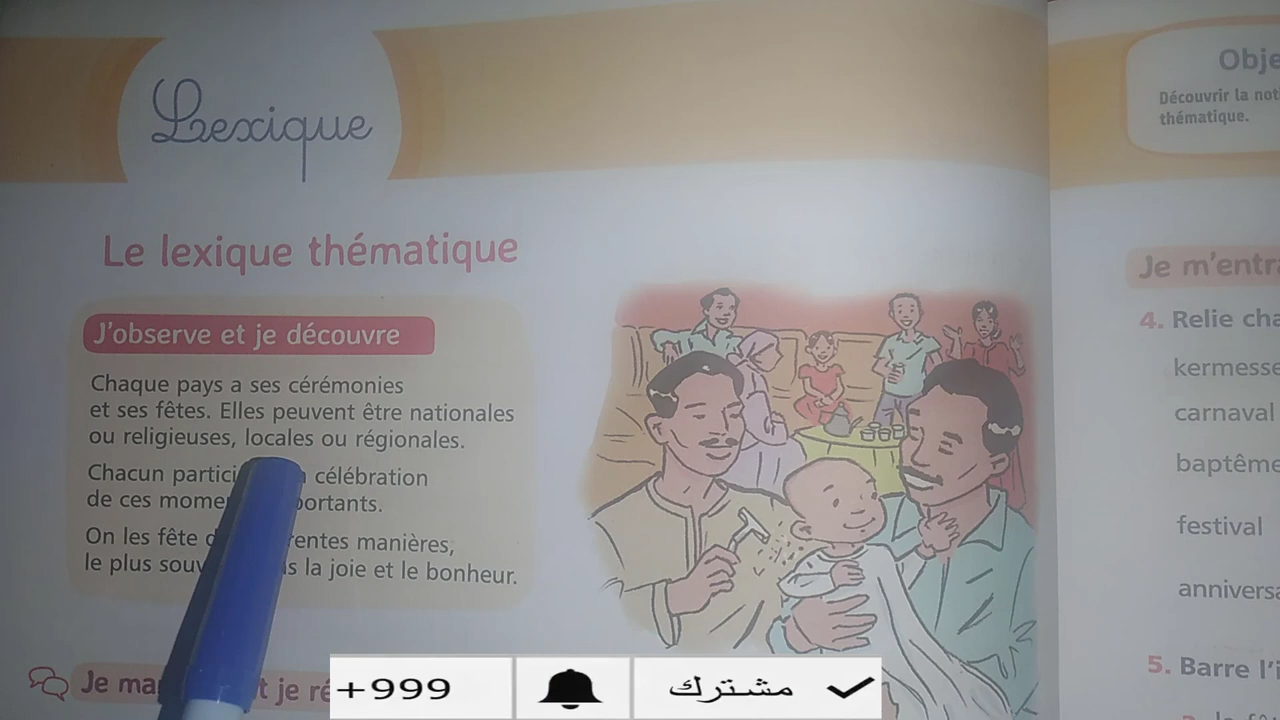 Lexique
Le lexique thématique
J'observe et je découvre
Chaque pays a ses cérémonies
et ses fêtes. Elles peuvent être nationales
ou religieuses, locales ou régionales.
Chacun partici célébration
de ces mome portants.
On les fête d rentes manières,
le plus souv s la joie et le bonheur.
Je ma t je ré
+999
مشترك
Obje
Découvrir la not
thématique.
Je m'entra
4. Relie cha
kermesse
carnaval
baptême
festival
anniversa
5. Barre l'i